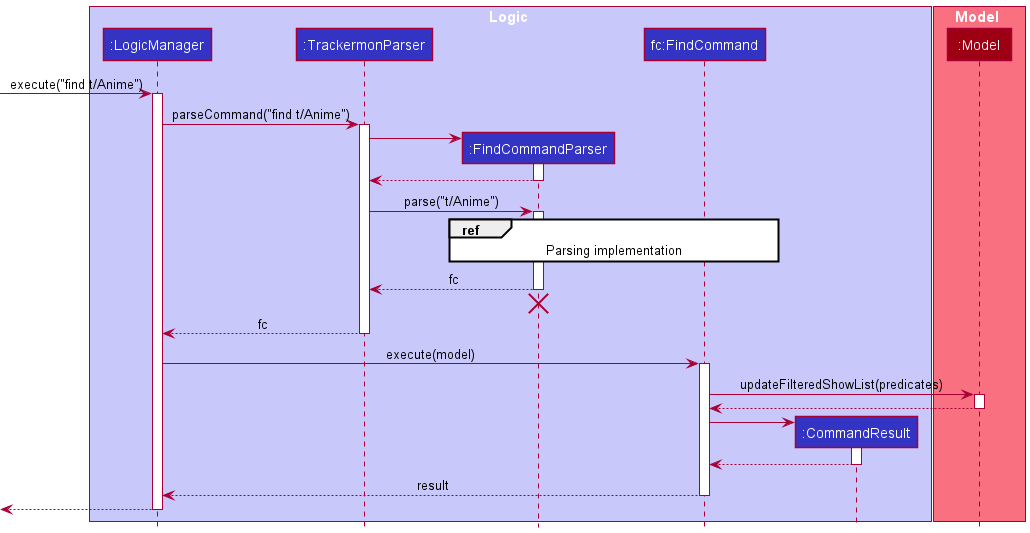 Logic
Model
:LogicManager
:TrackermonParser
fc:FindCommand
:Model
execute("find t/Anime")
parseCommand("find t/Anime")
:FindCommandParser
parse("t/Anime")
ref
Parsing implementation
fc
fc
execute(model)
updateFilteredShowList(predicates)
:CommandResult
result